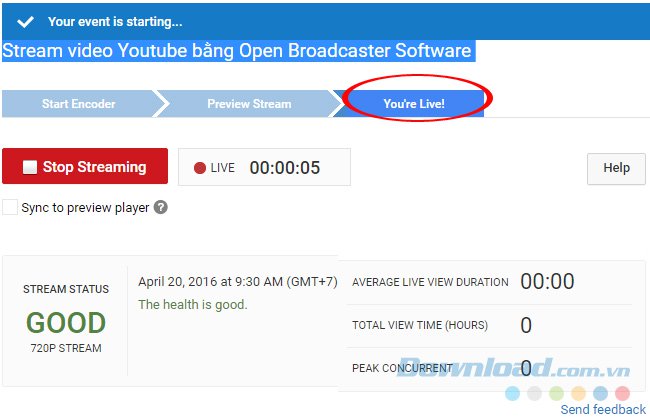 Your event is starting...
Stream video Youtube bằng Open Broadcaster Software
Start Encoder
Preview Stream
You're Live!
Stop Streaming
LIVE 00:00:05
Help
Sync to preview player ?
STREAM STATUS
GOOD
720P STREAM
April 20, 2016 at 9:30 AM (GMT+7)
The health is good.
AVERAGE LIVE VIEW DURATION 00:00
TOTAL VIEW TIME (HOURS) 0
PEAK CONCURRENT 0
Download.com.vn
Send feedback